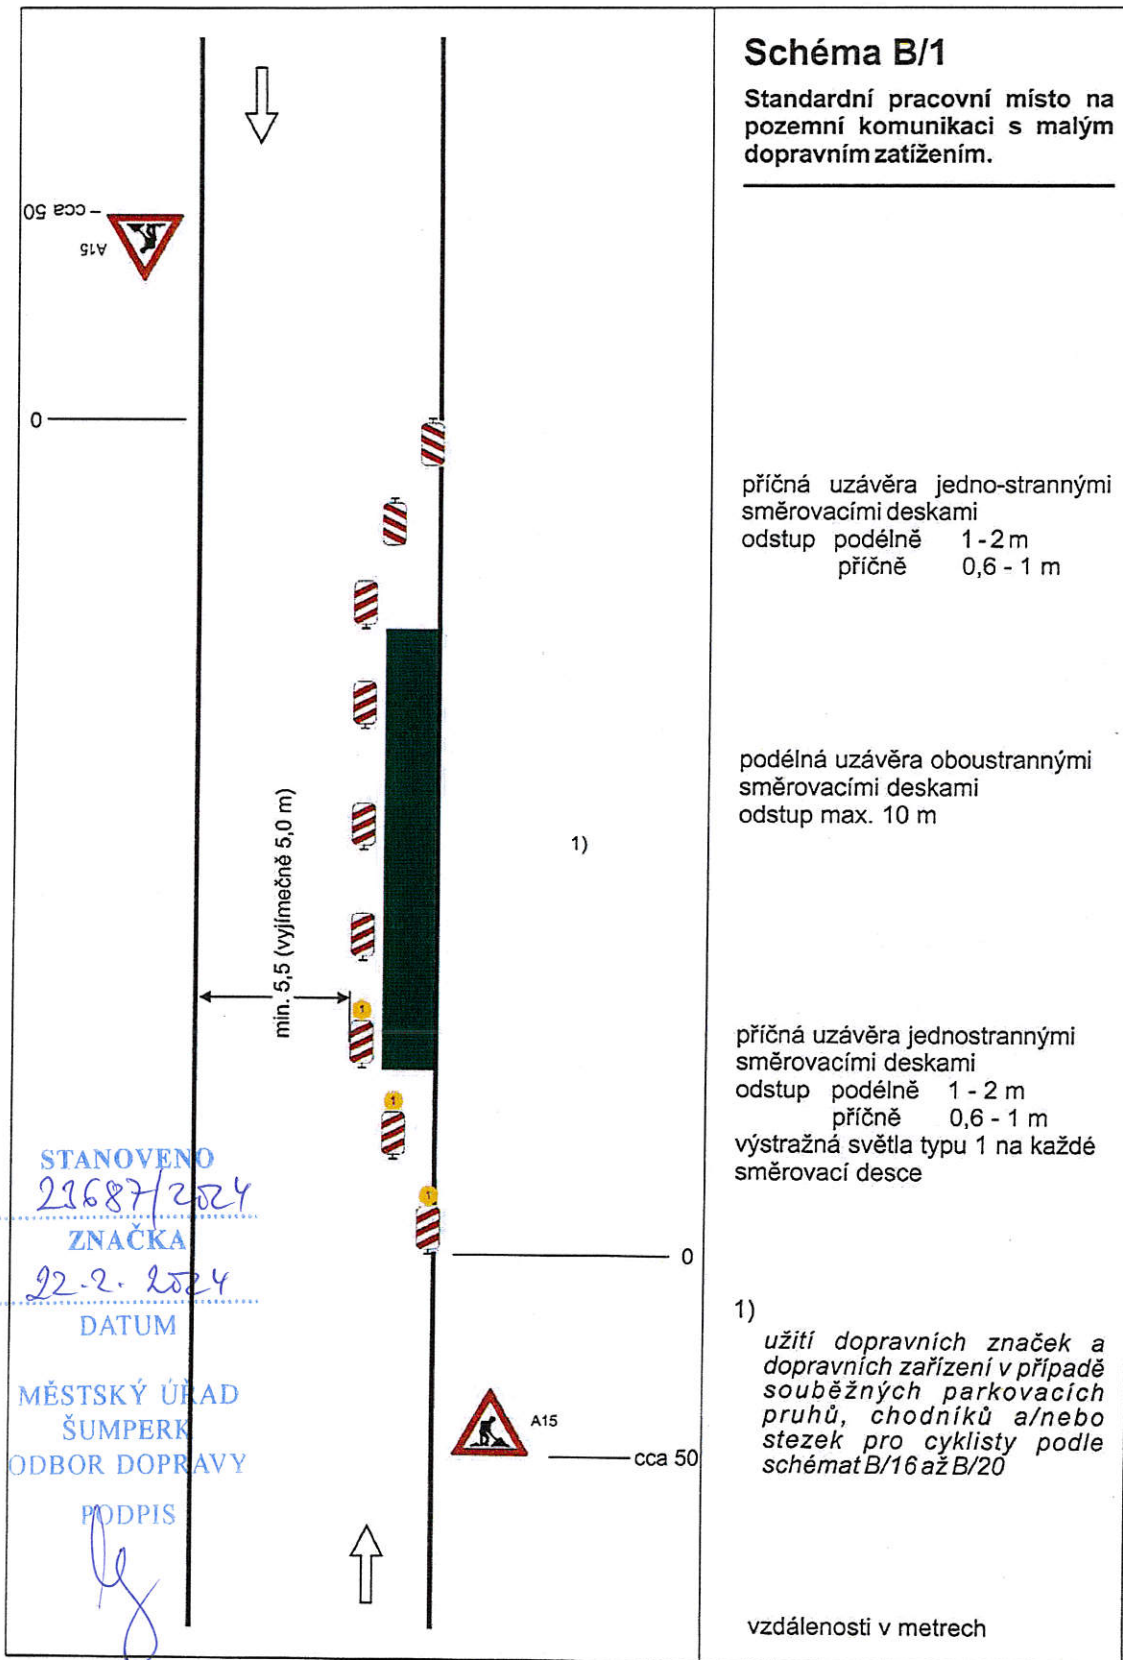 Schéma B/1
Standardní pracovní místo na
pozemní komunikaci s malým
dopravním zatížením.
cca 50
A15
0
příčná uzávěra jedno-strannými
směrovacími deskami
odstup podélně 1-2 m
příčně 0,6 - 1 m
podélná uzávěra oboustrannými
směrovacími deskami
odstup max. 10 m
1)
min. 5,5 (vyjímečně 5,0 m)
1
příčná uzávěra jednostrannými
směrovacími deskami
odstup podélně 1 - 2 m
příčně 0,6 - 1 m
výstražná světla typu 1 na každé
směrovací desce
1
1
0
STANOVENO
21687/2024
ZNAČKA
22.2. 2024
DATUM
MĚSTSKÝ ÚŘAD
ŠUMPERK
ODBOR DOPRAVY
PODPIS
1)
užití dopravních značek a
dopravních zařízení v případě
souběžných parkovacích
pruhů, chodníků a/nebo
stezek pro cyklisty podle
schémat B/16 až B/20
A15
cca 50
vzdálenosti v metrech